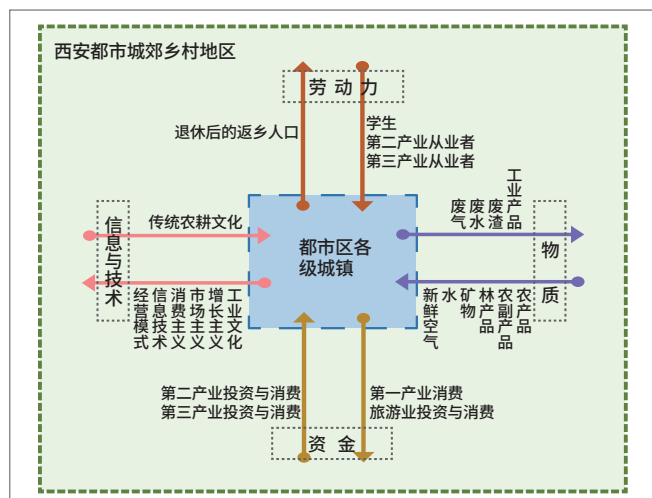 西安都市城郊乡村地区
劳动力
退休后的返乡人口
学生
第二产业从业者
第三产业从业者
信息与技术
传统农耕文化
都市区各
级城镇
工业产品
废渣
废水
废气
物质
工业文化
增长主义
市场主义
消费主义
信息技术
经营模式
农产品
农副产品
林产品
矿物
水
新鲜空气
第二产业投资与消费
第三产业投资与消费
第一产业消费
旅游业投资与消费
资金